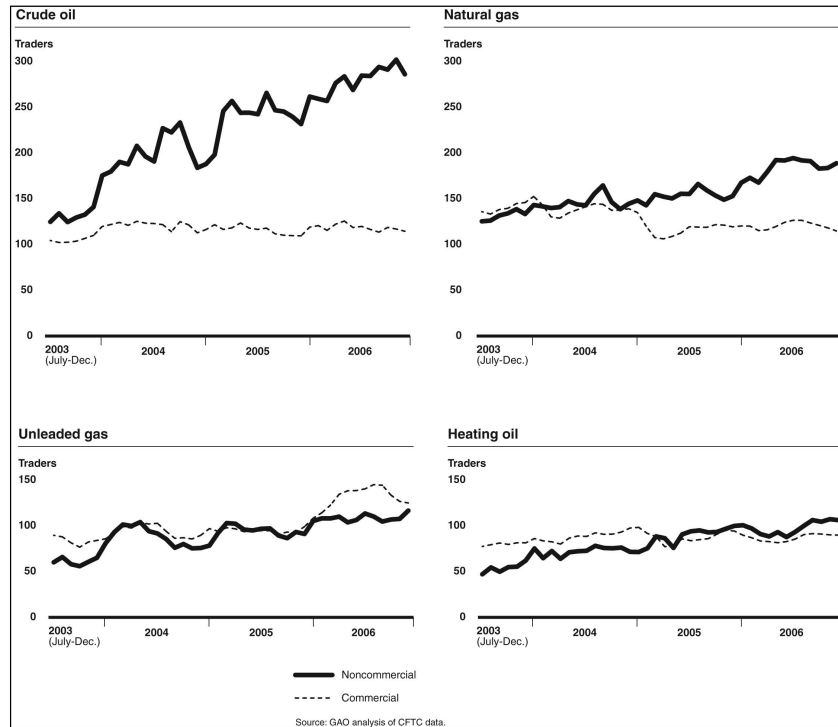 Crude oil
Traders
300
250
200
150
100
50
0
2003
(July-Dec.)
2004
2005
2006
Natural gas
Traders
300
250
200
150
100
50
0
2003
(July-Dec.)
2004
2005
2006
Unleaded gas
Traders
150
100
50
0
2003
(July-Dec.)
2004
2005
2006
Heating oil
Traders
150
100
50
0
2003
(July-Dec.)
2004
2005
2006
Noncommercial
Commercial
Source: GAO analysis of CFTC data.